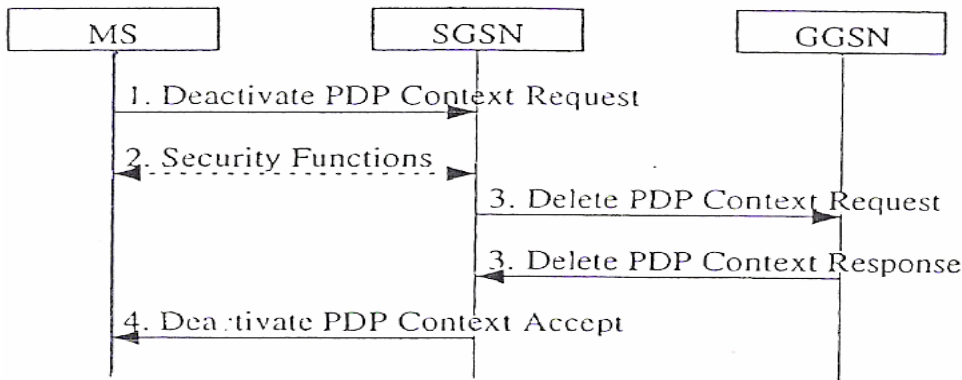 MS
SGSN
GGSN
1. Deactivate PDP Context Request
2. Security Functions
3. Delete PDP Context Request
3. Delete PDP Context Response
4. Deactivate PDP Context Accept